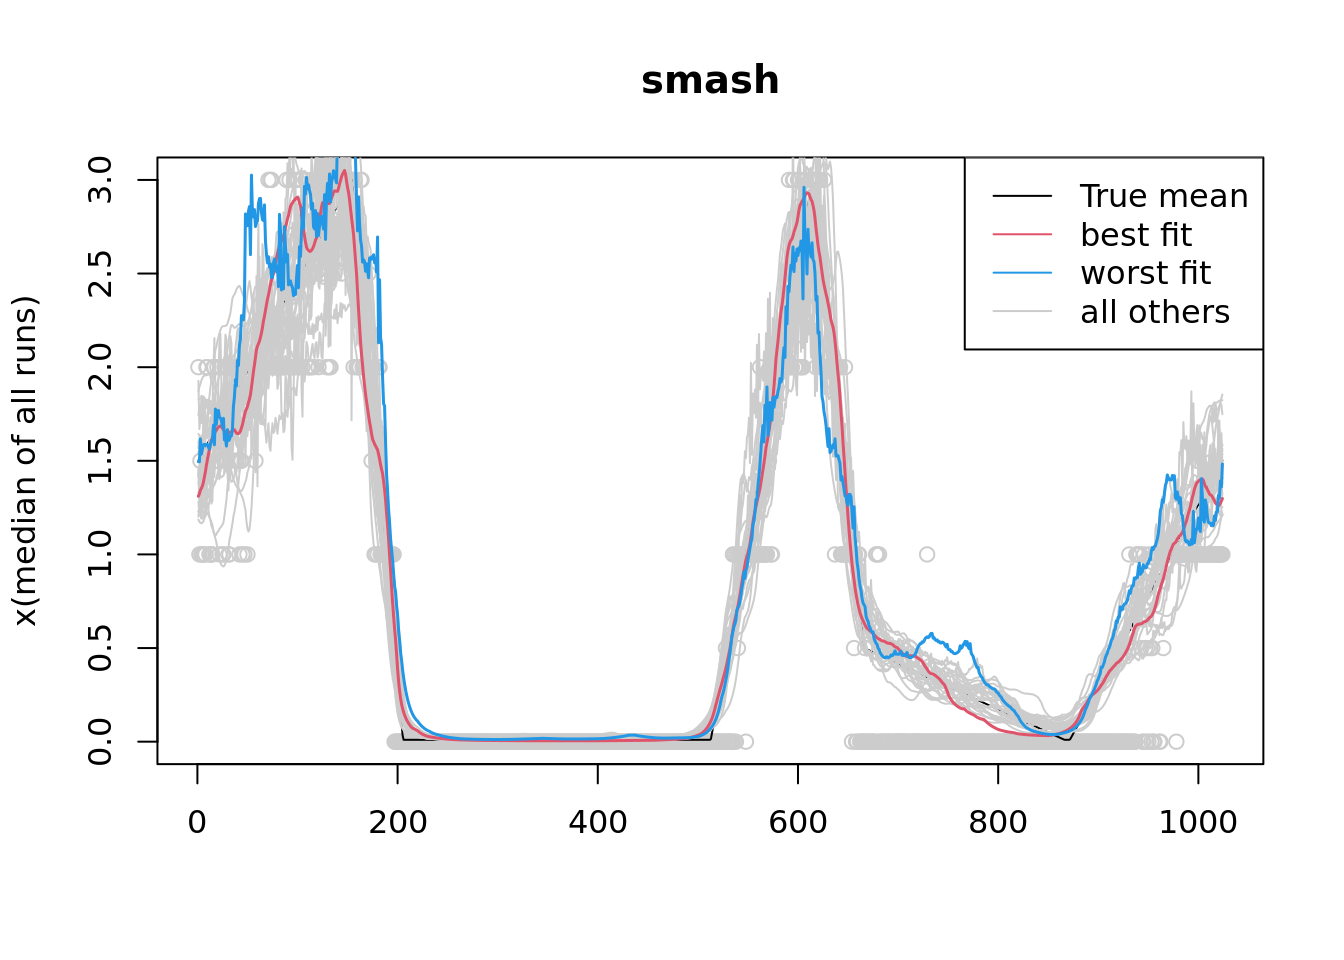 smash
x(median of all runs)
3.0
2.5
2.0
1.5
1.0
0.5
0.0
True mean
best fit
worst fit
all others
0 200 400 600 800 1000